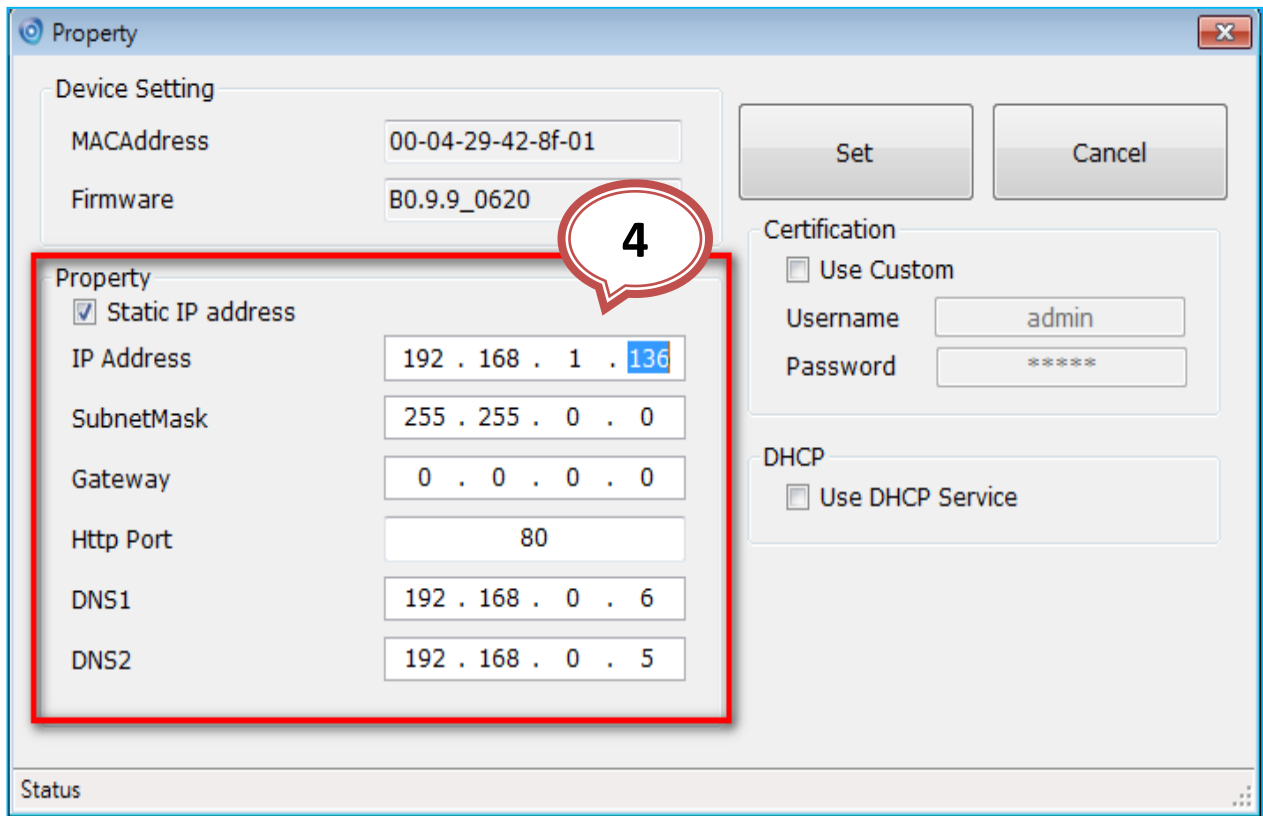 Property
Device Setting
MACAddress 00-04-29-42-8f-01
Firmware B0.9.9_0620
Set Cancel
4
Property
Static IP address
IP Address 192 . 168 . 1 . 136
SubnetMask 255 . 255 . 0 . 0
Gateway 0 . 0 . 0 . 0
Http Port 80
DNS1 192 . 168 . 0 . 6
DNS2 192 . 168 . 0 . 5
Certification
Use Custom
Username admin
Password *****
DHCP
Use DHCP Service
Status